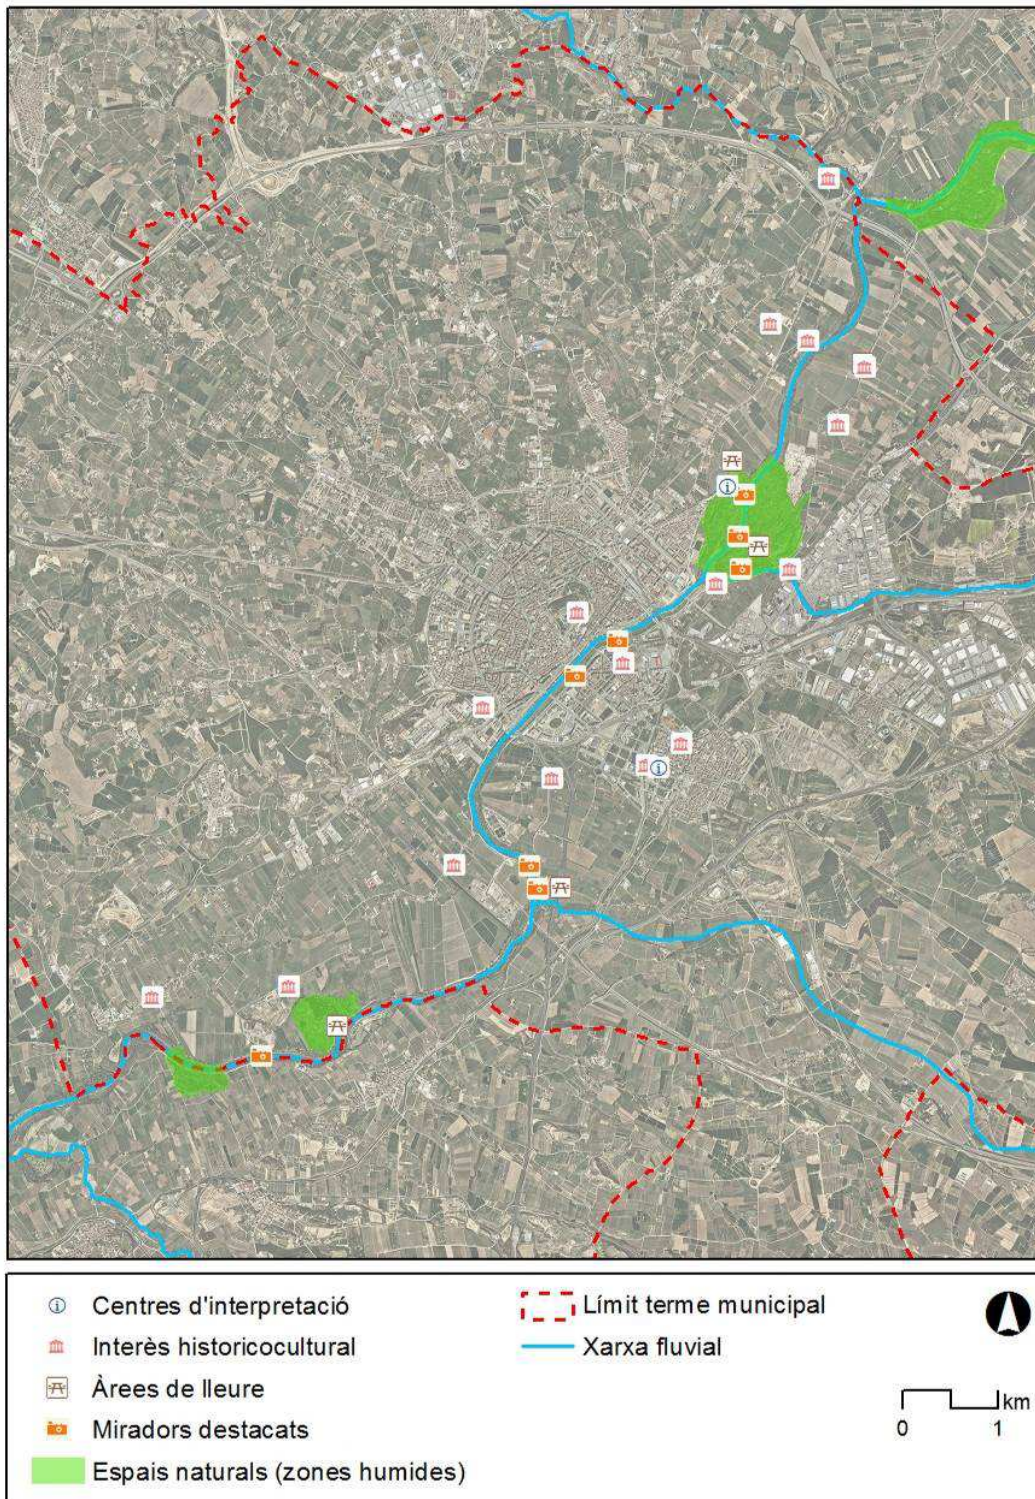 Centres d'interpretació
Interès historicocultural
Àrees de lleure
Miradors destacats
Espais naturals (zones humides)
Límit terme municipal
Xarxa fluvial
km
0 1